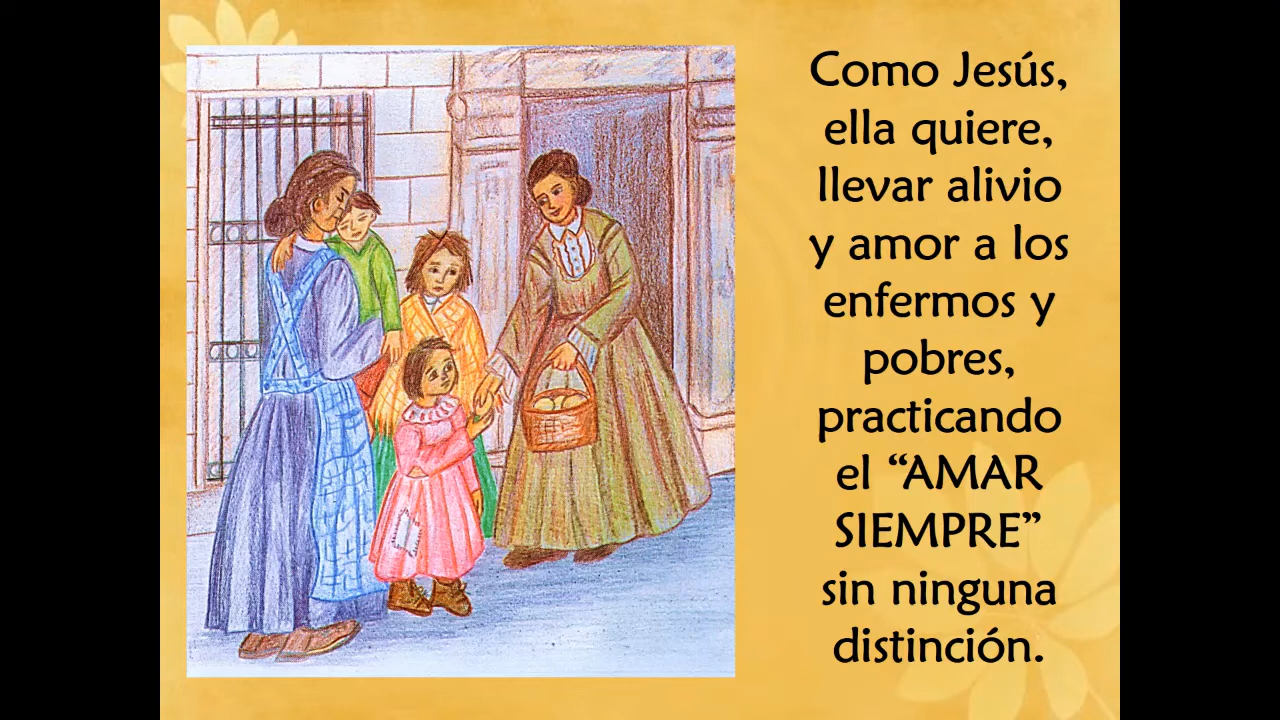 Como Jesús,
ella quiere,
llevar alivio
y amor a los
enfermos y
pobres,
practicando
el “AMAR
SIEMPRE”
sin ninguna
distinción.